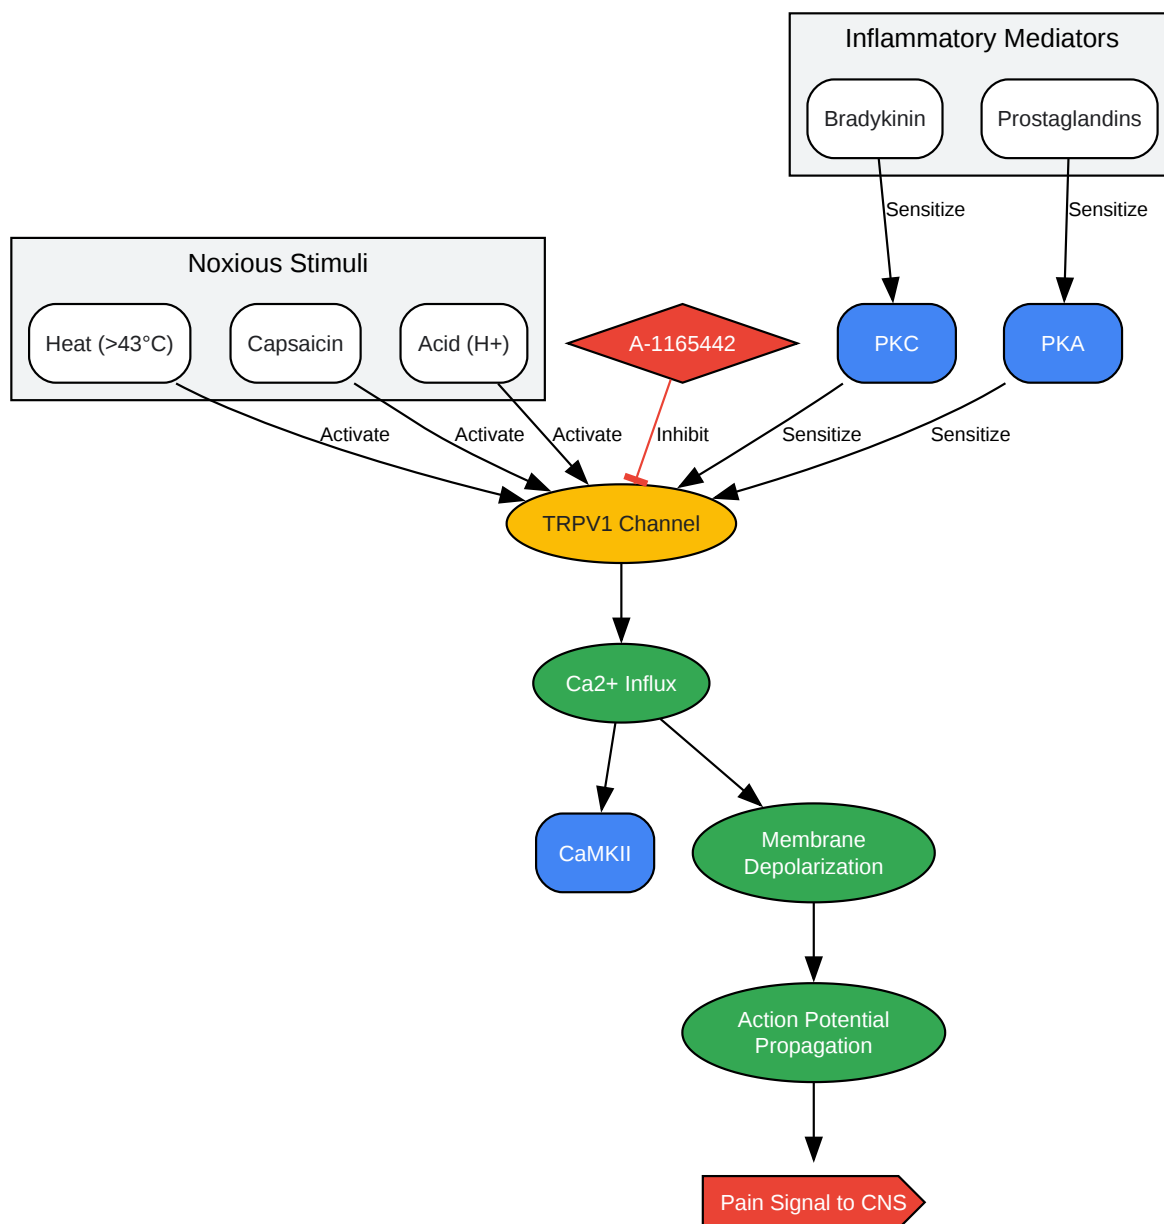 Inflammatory Mediators
Bradykinin
Prostaglandins
Sensitize
Sensitize
Noxious Stimuli
Heat (>43°C)
Capsaicin
Acid (H+)
A-1165442
PKC
PKA
Activate
Activate
Activate
Inhibit
Sensitize
Sensitize
TRPV1 Channel
Ca2+ Influx
CaMKII
Membrane
Depolarization
Action Potential
Propagation
Pain Signal to CNS